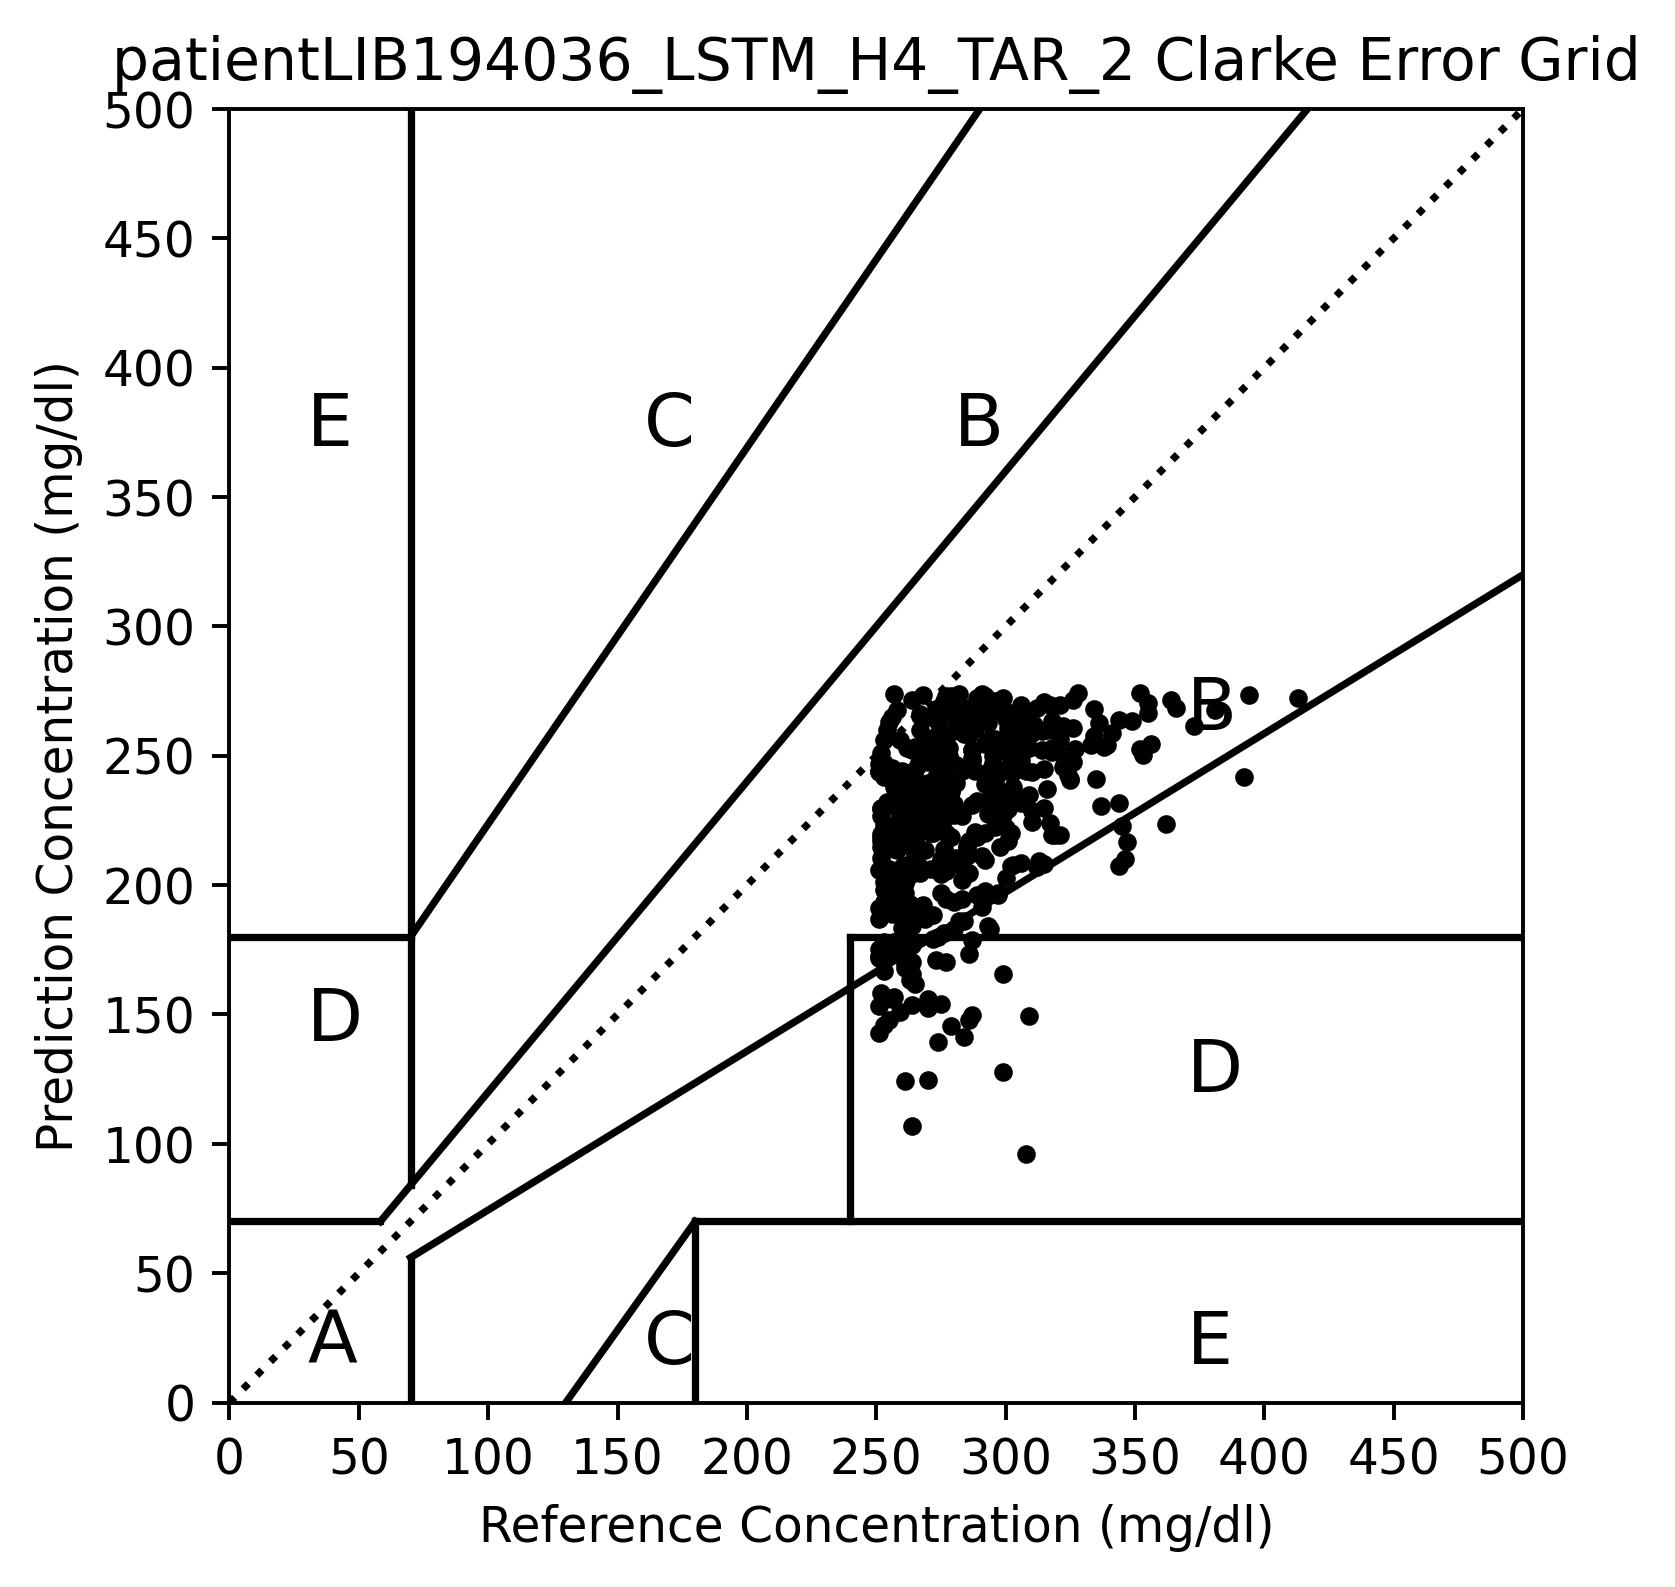 patientLIB194036_LSTM_H4_TAR_2 Clarke Error Grid
500
450
400
350
300
250
200
150
100
50
0
Prediction Concentration (mg/dl)
E
C
B
B
D
D
A
C
E
0 50 100 150 200 250 300 350 400 450 500
Reference Concentration (mg/dl)